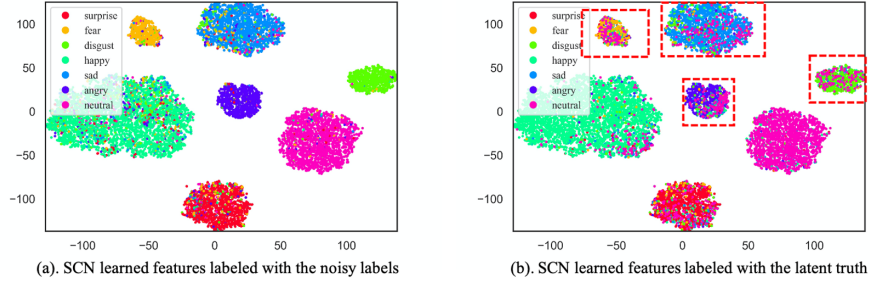 125
100
50
0
−50
−100
surprise
fear
disgust
happy
sad
angry
neutral
−100 −50 0 50 100
(a). SCN learned features labeled with the noisy labels
125
100
50
0
−50
−100
surprise
fear
disgust
happy
sad
angry
neutral
−100 −50 0 50 100
(b). SCN learned features labeled with the latent truth